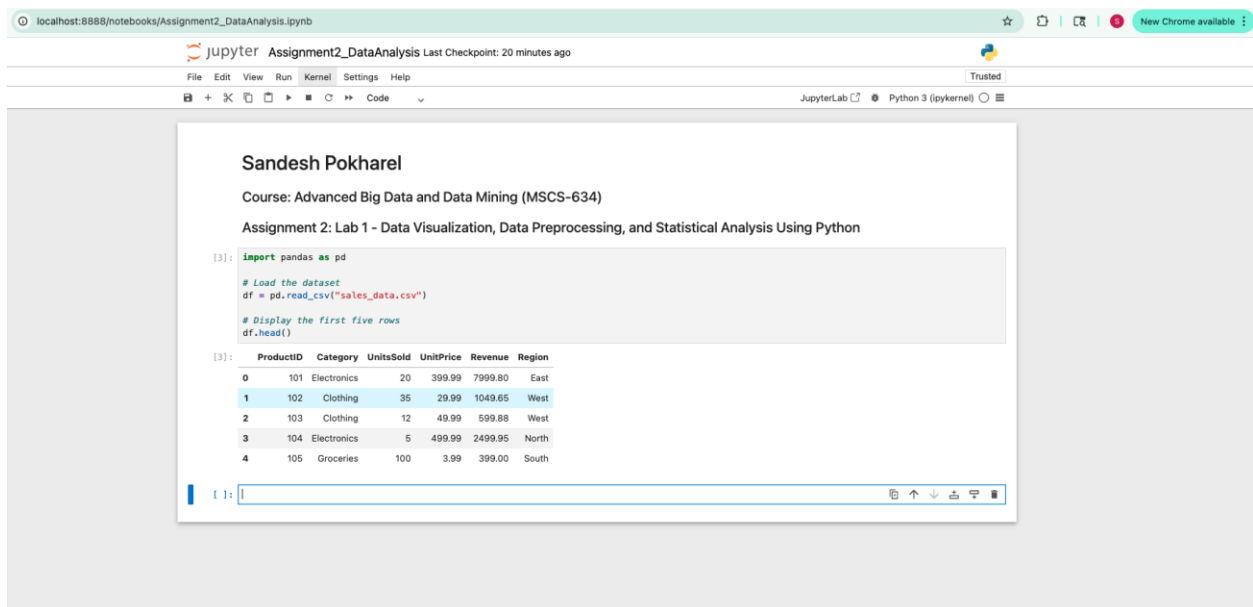 localhost:8888/notebooks/Assignment2_DataAnalysis.ipynb S New Chrome available
jupyter Assignment2_DataAnalysis Last Checkpoint: 20 minutes ago
File Edit View Run Kernel Settings Help Trusted
Code JupyterLab Python 3 (ipykernel)
Sandesh Pokharel
Course: Advanced Big Data and Data Mining (MSCS-634)
Assignment 2: Lab 1 - Data Visualization, Data Preprocessing, and Statistical Analysis Using Python
[3]: import pandas as pd
# Load the dataset
df = pd.read_csv("sales_data.csv")
# Display the first five rows
df.head()
[3]: ProductID Category UnitsSold UnitPrice Revenue Region
0 101 Electronics 20 399.99 7999.80 East
1 102 Clothing 35 29.99 1049.65 West
2 103 Clothing 12 49.99 599.88 West
3 104 Electronics 5 499.99 2499.95 North
4 105 Groceries 100 3.99 399.00 South
[ ]: